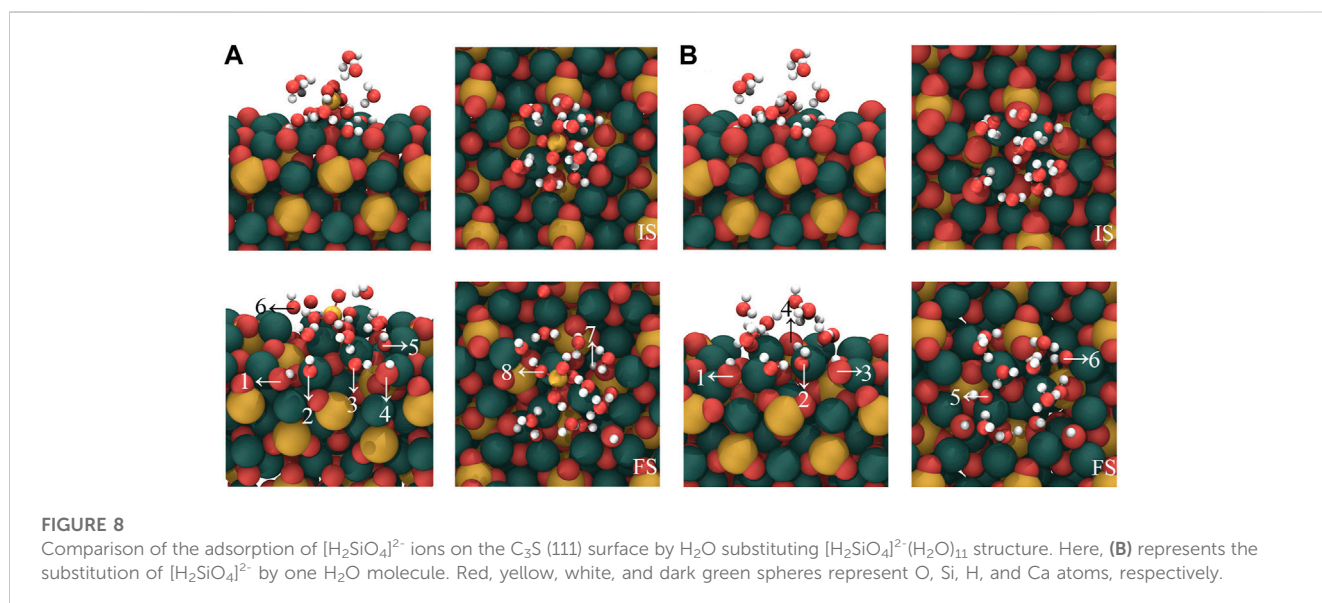 A
B
IS
IS
6
5
1
2
3
4
7
8
FS
4
1
2
3
6
5
FS
FIGURE 8
Comparison of the adsorption of [H₂SiO₄]²⁻ ions on the C₃S (111) surface by H₂O substituting [H₂SiO₄]²⁻(H₂O)₁₁ structure. Here, (B) represents the
substitution of [H₂SiO₄]²⁻ by one H₂O molecule. Red, yellow, white, and dark green spheres represent O, Si, H, and Ca atoms, respectively.